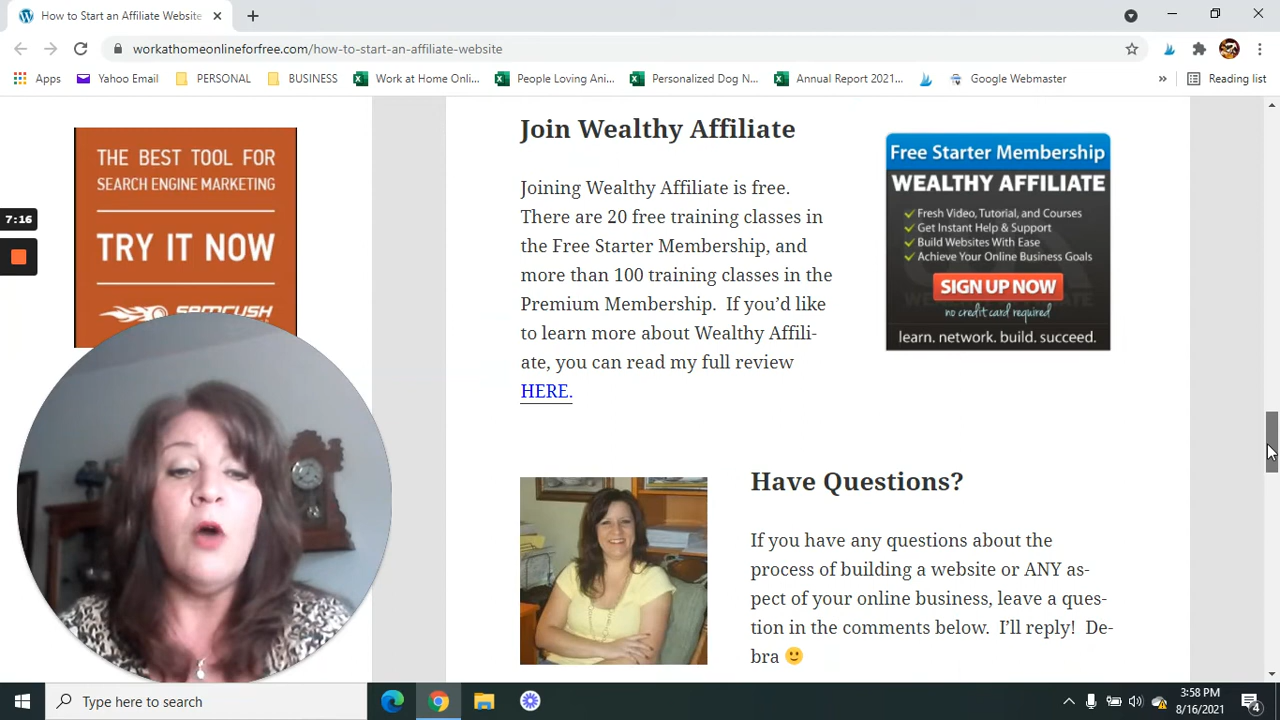 How to Start an Affiliate Website
workathomeonlineforfree.com/how-to-start-an-affiliate-website
Apps
Yahoo Email
PERSONAL
BUSINESS
Work at Home Onli...
People Loving Ani...
Personalized Dog N...
Annual Report 2021...
Google Webmaster
»
Reading list
THE BEST TOOL FOR
SEARCH ENGINE MARKETING
TRY IT NOW
SEMRUSH
7:16
Join Wealthy Affiliate
Joining Wealthy Affiliate is free.
There are 20 free training classes in
the Free Starter Membership, and
more than 100 training classes in the
Premium Membership.  If you’d like
to learn more about Wealthy Affili-
ate, you can read my full review
HERE.
Free Starter Membership
WEALTHY AFFILIATE
Fresh Video, Tutorial, and Courses
Get Instant Help & Support
Build Websites With Ease
Achieve Your Online Business Goals
SIGN UP NOW
no credit card required
learn. network. build. succeed.
Have Questions?
If you have any questions about the
process of building a website or ANY as-
pect of your online business, leave a ques-
tion in the comments below.  I’ll reply!  De-
bra 🙂
Type here to search
3:58 PM
8/16/2021
4